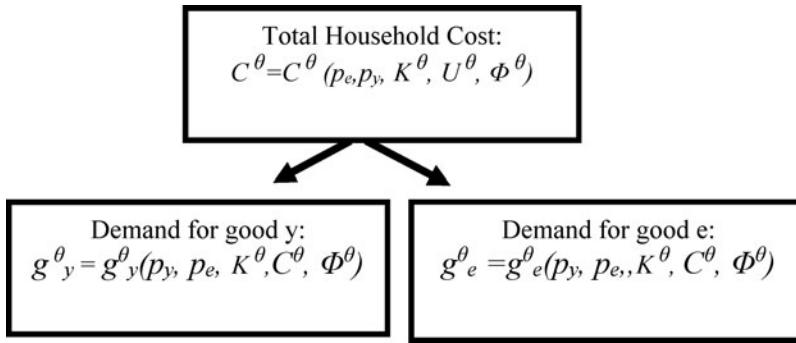 Total Household Cost:
C^θ=C^θ (p_e,p_y, K^θ, U^θ, Φ^θ)
Demand for good y:
g^θ_y = g^θ_y(p_y, p_e, K^θ,C^θ, Φ^θ)
Demand for good e:
g^θ_e =g^θ_e(p_y, p_e,,K^θ, C^θ, Φ^θ)